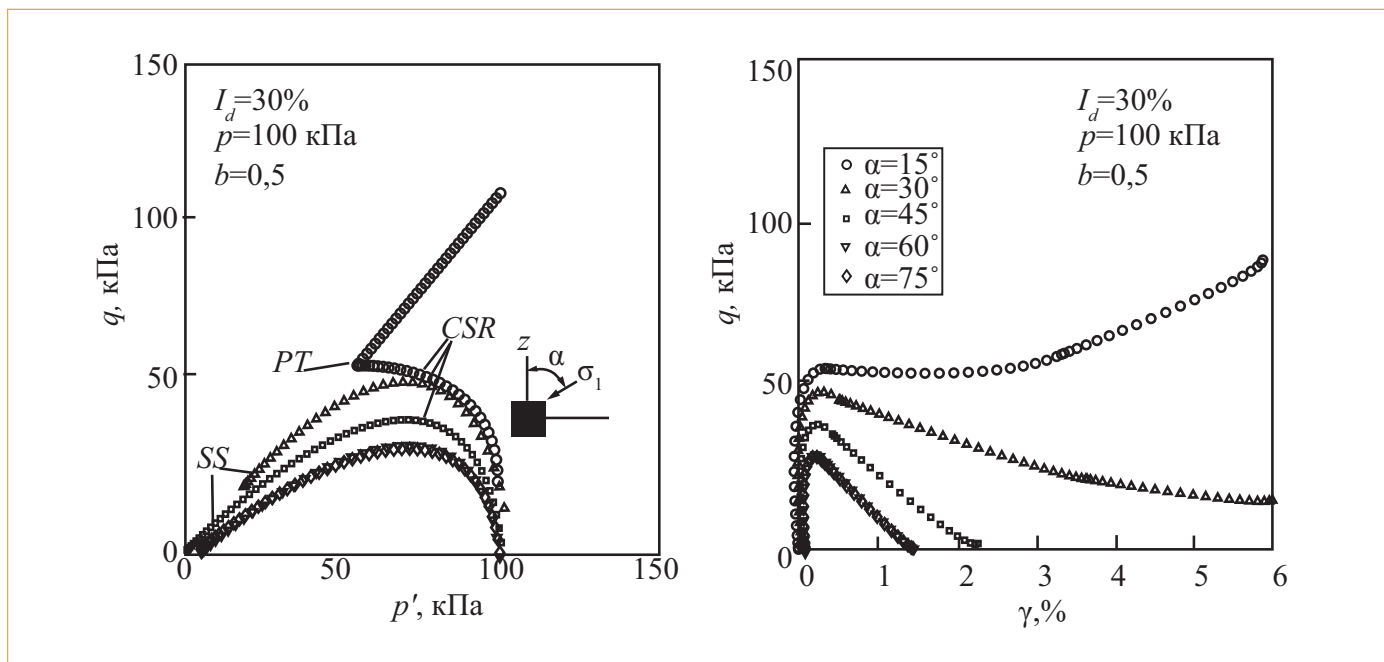 150
I_d=30%
p=100 кПа
b=0,5
100
q, кПа
CSR
PT
z
α
σ_1
50
SS
0
0
50
100
150
p′, кПа
150
I_d=30%
p=100 кПа
b=0,5
α=15˚
α=30˚
α=45˚
α=60˚
α=75˚
100
q, кПа
50
0
0 1 2 3 4 5 6
γ,%